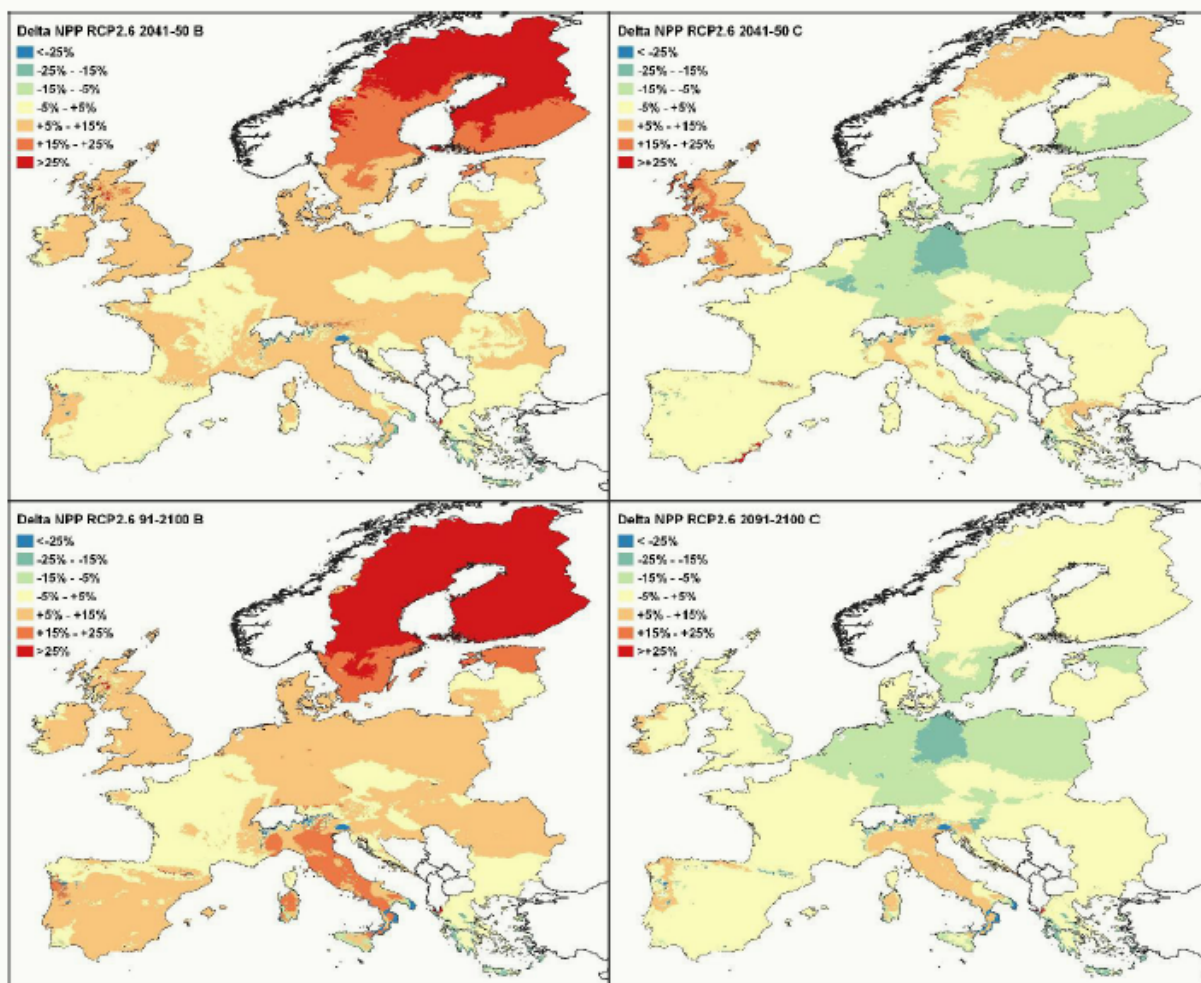 Delta NPP RCP2.6 2041-50 B
<-25%
-25% - -15%
-15% - -5%
-5% - +5%
+5% - +15%
+15% - +25%
>25%
Delta NPP RCP2.6 2041-50 C
< -25%
-25% - -15%
-15% - -5%
-5% - +5%
+5% - +15%
+15% - +25%
>+25%
Delta NPP RCP2.6 91-2100 B
<-25%
-25% - -15%
-15% - -5%
-5% - +5%
+5% - +15%
+15% - +25%
>25%
Delta NPP RCP2.6 2091-2100 C
< -25%
-25% - -15%
-15% - -5%
-5% - +5%
+5% - +15%
+15% - +25%
>+25%